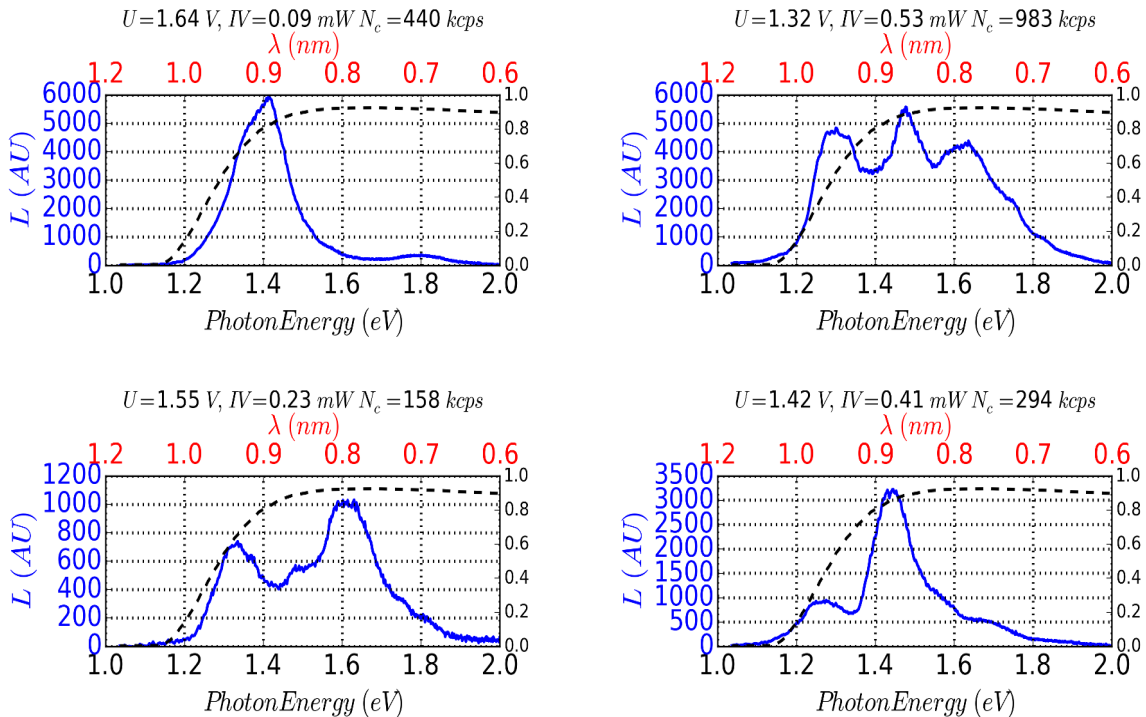 U=1.64 V, IV=0.09 mW N_c=440 kcps
λ (nm)
1.2 1.0 0.9 0.8 0.7 0.6
6000
5000
4000
3000
2000
1000
0
L (AU)
1.0
0.8
0.6
0.4
0.2
0.0
1.0 1.2 1.4 1.6 1.8 2.0
PhotonEnergy (eV)
U=1.32 V, IV=0.53 mW N_c=983 kcps
λ (nm)
1.2 1.0 0.9 0.8 0.7 0.6
6000
5000
4000
3000
2000
1000
0
L (AU)
1.0
0.8
0.6
0.4
0.2
0.0
1.0 1.2 1.4 1.6 1.8 2.0
PhotonEnergy (eV)
U=1.55 V, IV=0.23 mW N_c=158 kcps
λ (nm)
1.2 1.0 0.9 0.8 0.7 0.6
1200
1000
800
600
400
200
0
L (AU)
1.0
0.8
0.6
0.4
0.2
0.0
1.0 1.2 1.4 1.6 1.8 2.0
PhotonEnergy (eV)
U=1.42 V, IV=0.41 mW N_c=294 kcps
λ (nm)
1.2 1.0 0.9 0.8 0.7 0.6
3500
3000
2500
2000
1500
1000
500
0
L (AU)
1.0
0.8
0.6
0.4
0.2
0.0
1.0 1.2 1.4 1.6 1.8 2.0
PhotonEnergy (eV)